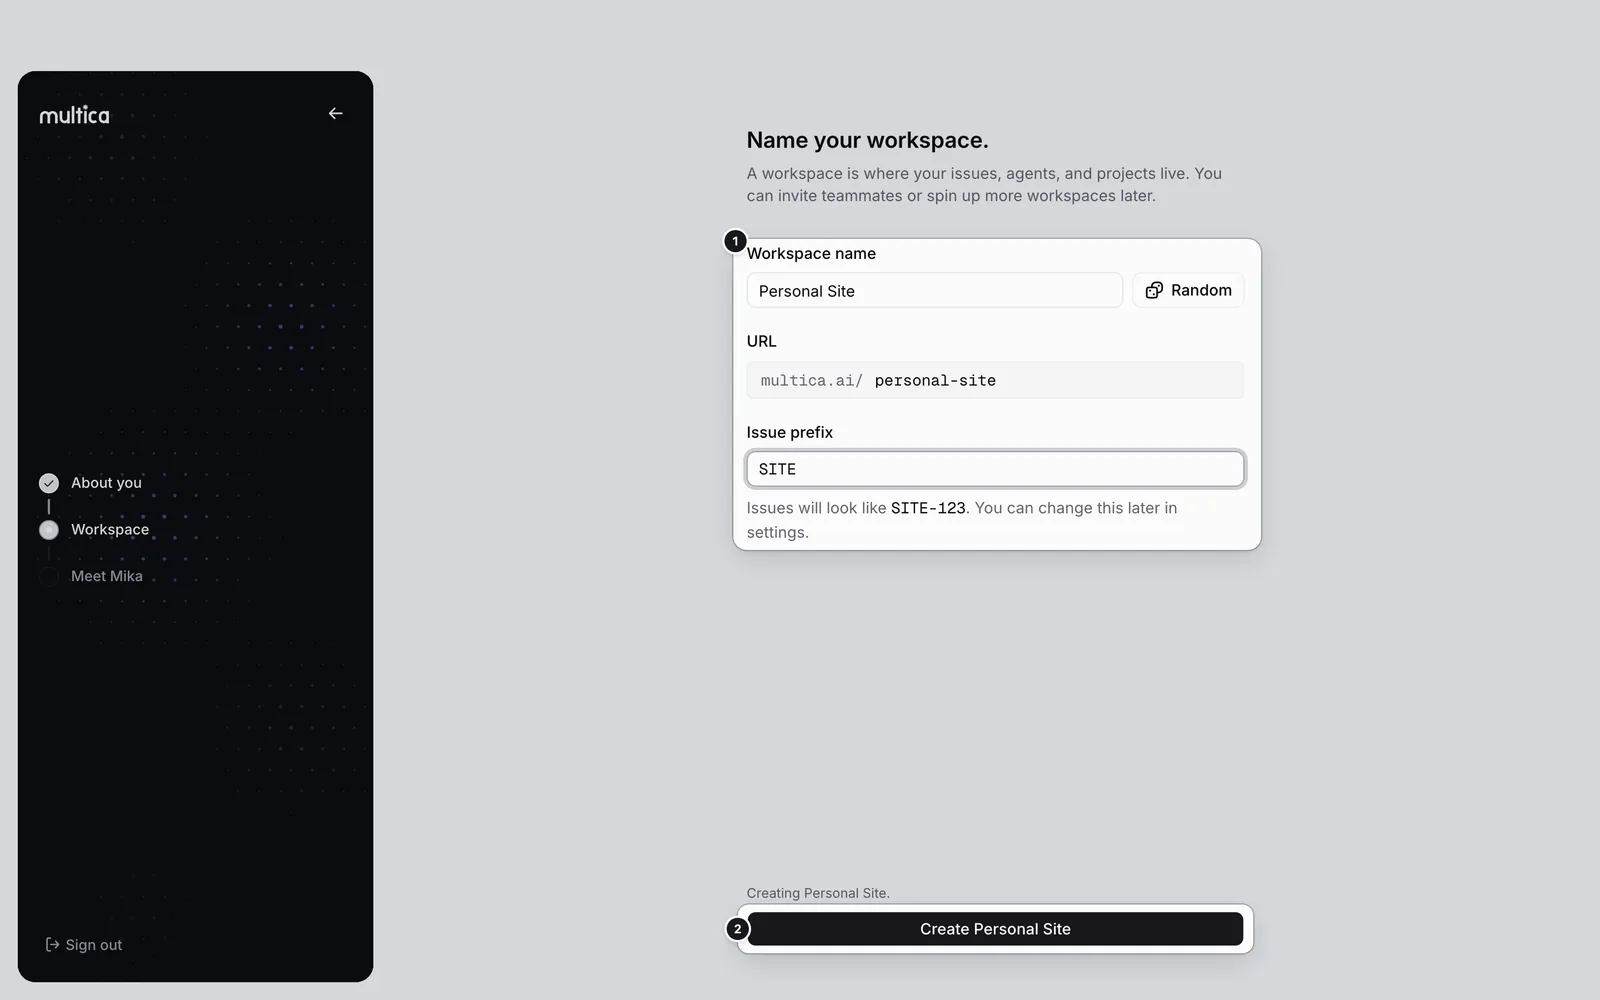 multica
About you
Workspace
Meet Mika
Sign out
Name your workspace.
A workspace is where your issues, agents, and projects live. You
can invite teammates or spin up more workspaces later.
1
Workspace name
Personal Site
Random
URL
multica.ai/ personal-site
Issue prefix
SITE
Issues will look like SITE-123. You can change this later in
settings.
Creating Personal Site.
2
Create Personal Site